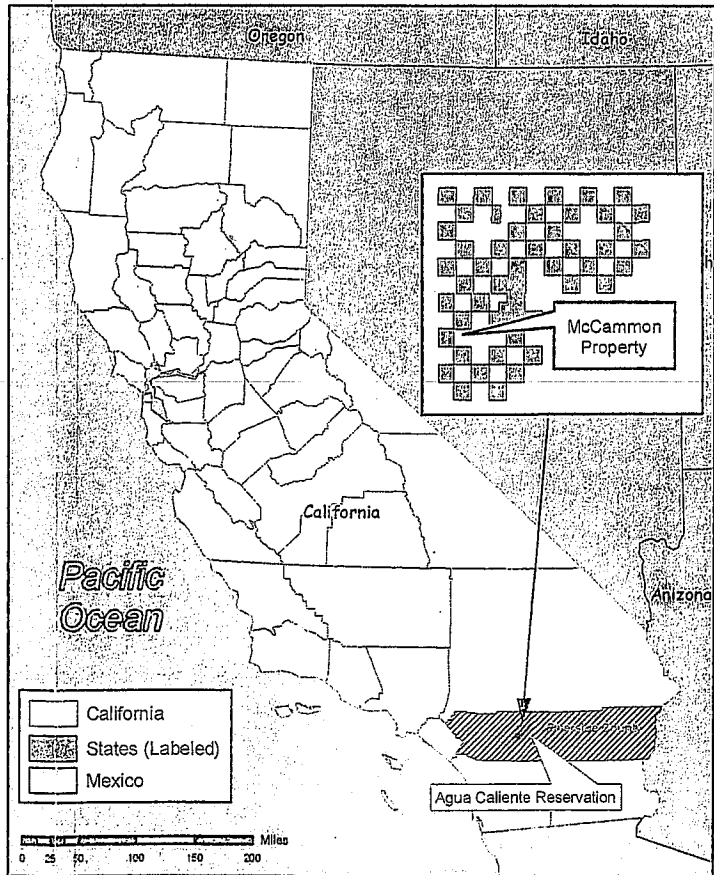 Oregon
Idaho
McCammon
Property
California
Pacific
Ocean
Arizona
California
States (Labeled)
Mexico
Agua Caliente Reservation
Miles
0 25 50 100 150 200